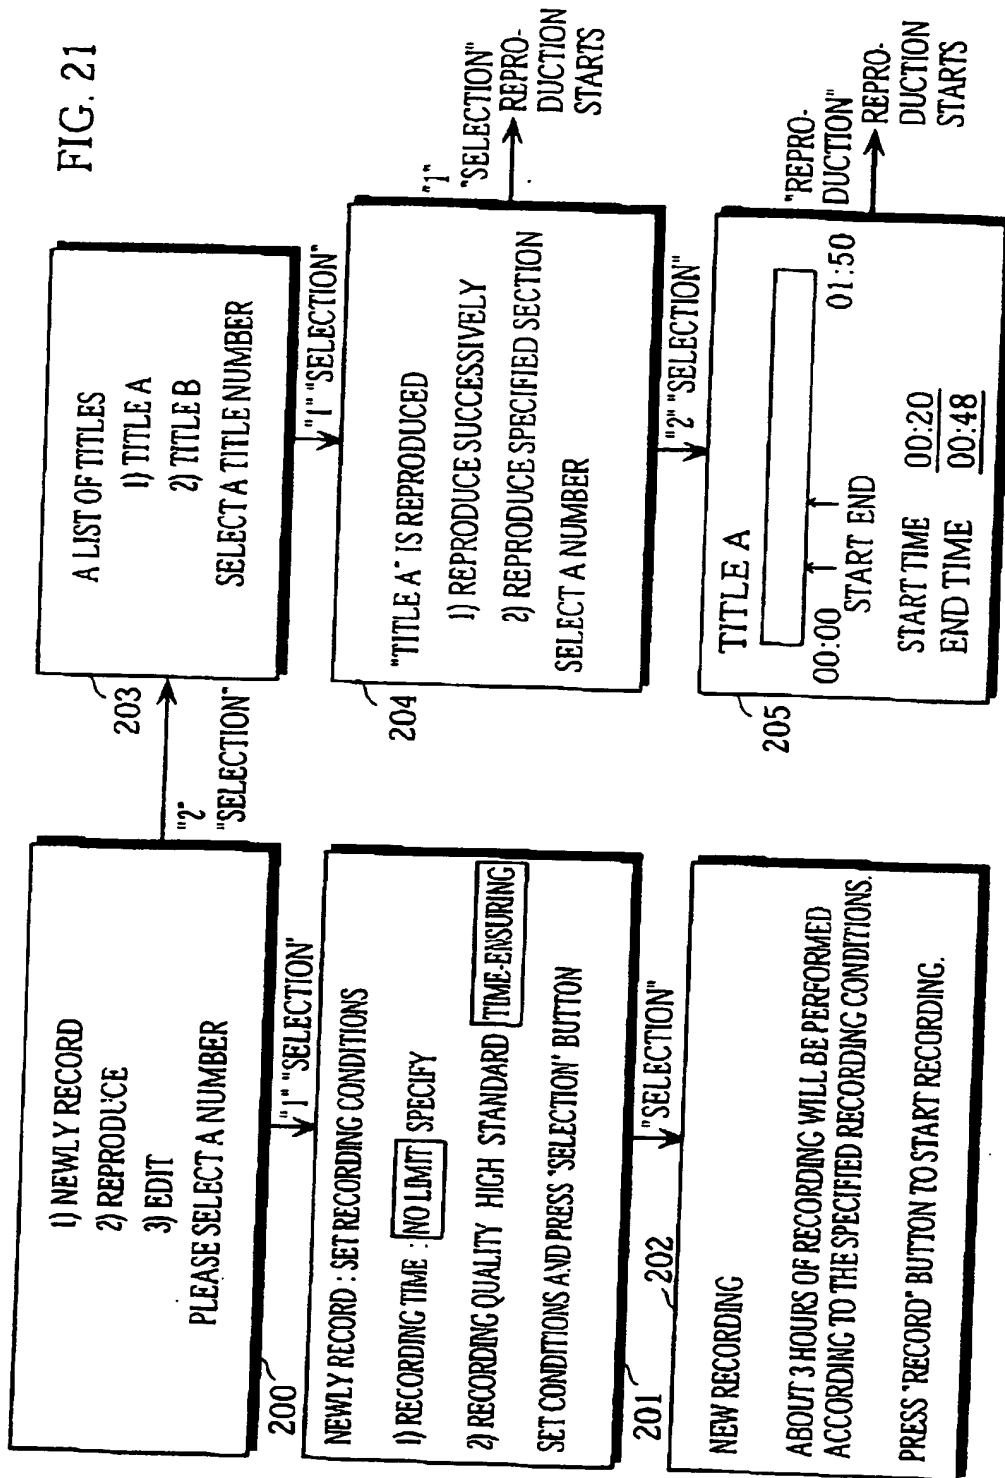 FIG. 21
1) NEWLY RECORD
2) REPRODUCE
3) EDIT
PLEASE SELECT A NUMBER
200
"1" "SELECTION"
"2"
"SELECTION"
NEWLY RECORD : SET RECORDING CONDITIONS
1) RECORDING TIME : NO LIMIT SPECIFY
2) RECORDING QUALITY HIGH STANDARD TIME-ENSURING
SET CONDITIONS AND PRESS "SELECTION" BUTTON
201
"SELECTION"
202
NEW RECORDING
ABOUT 3 HOURS OF RECORDING WILL BE PERFORMED
ACCORDING TO THE SPECIFIED RECORDING CONDITIONS.
PRESS "RECORD" BUTTON TO START RECORDING.
203
A LIST OF TITLES
1) TITLE A
2) TITLE B
SELECT A TITLE NUMBER
"1" "SELECTION"
204
"TITLE A" IS REPRODUCED
1) REPRODUCE SUCCESSIVELY
2) REPRODUCE SPECIFIED SECTION
SELECT A NUMBER
"1"
"SELECTION"
REPRO-
DUCTION
STARTS
"2" "SELECTION"
205
TITLE A
00:00
01:50
START END
START TIME 00:20
END TIME 00:48
"REPRO-
DUCTION"
REPRO-
DUCTION
STARTS